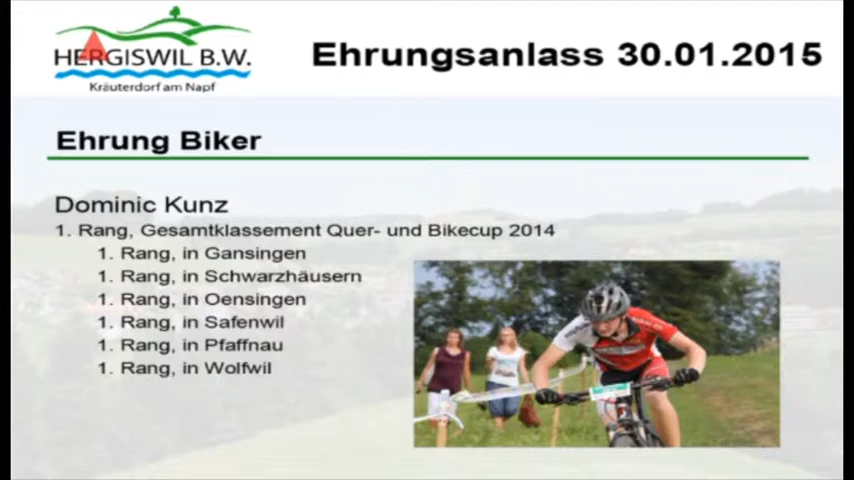 HERGISWIL B.W.
Kräuterdorf am Napf
Ehrungsanlass 30.01.2015
Ehrung Biker
Dominic Kunz
1. Rang, Gesamtklassement Quer- und Bikecup 2014
1. Rang, in Gansingen
1. Rang, in Schwarzhäusern
1. Rang, in Oensingen
1. Rang, in Safenwil
1. Rang, in Pfaffnau
1. Rang, in Wolfwil